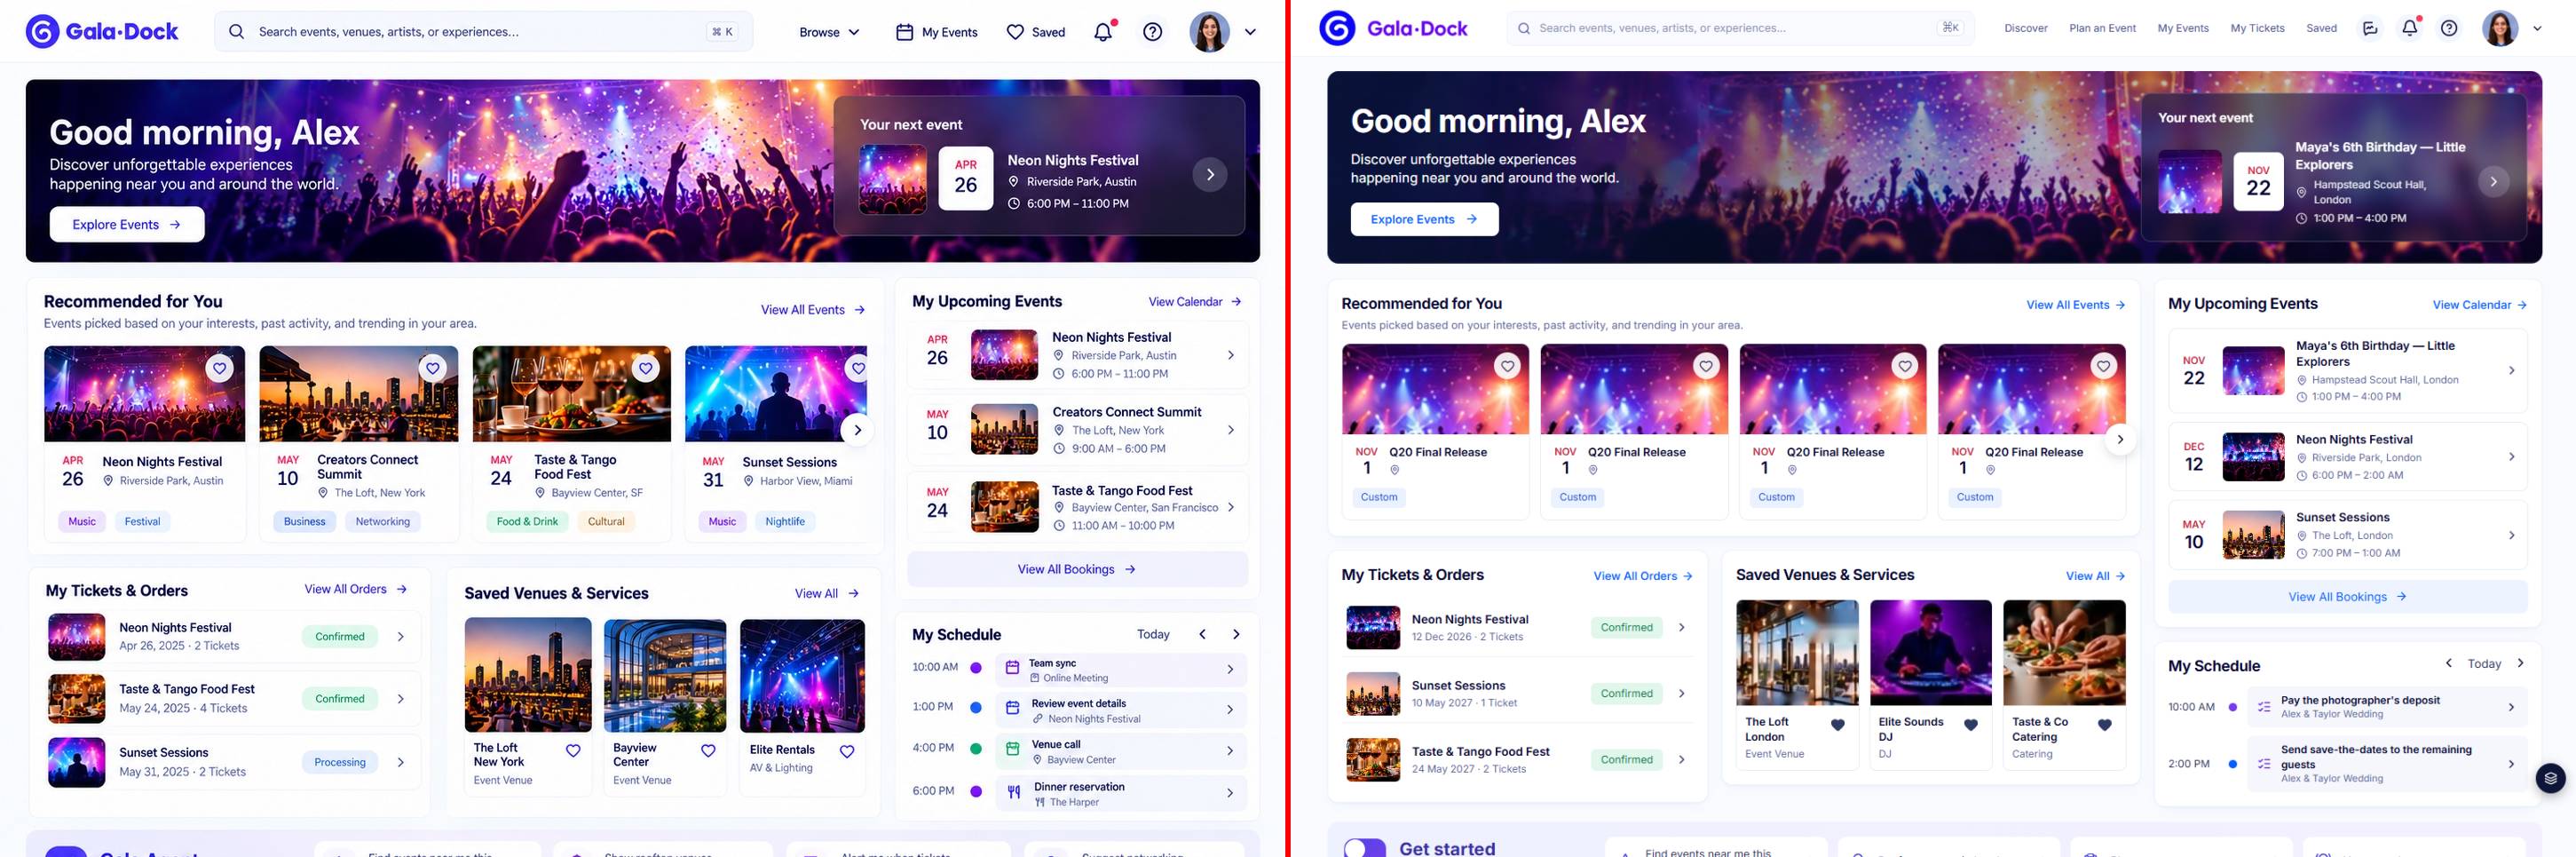 Gala·Dock
Search events, venues, artists, or experiences...
⌘ K
Browse
My Events
Saved
Good morning, Alex
Discover unforgettable experiences
happening near you and around the world.
Explore Events →
Your next event
APR
26
Neon Nights Festival
Riverside Park, Austin
6:00 PM – 11:00 PM
Recommended for You
Events picked based on your interests, past activity, and trending in your area.
View All Events →
APR
26
Neon Nights Festival
Riverside Park, Austin
Music
Festival
MAY
10
Creators Connect
Summit
The Loft, New York
Business
Networking
MAY
24
Taste & Tango
Food Fest
Bayview Center, SF
Food & Drink
Cultural
MAY
31
Sunset Sessions
Harbor View, Miami
Music
Nightlife
My Upcoming Events
View Calendar →
APR
26
Neon Nights Festival
Riverside Park, Austin
6:00 PM – 11:00 PM
MAY
10
Creators Connect Summit
The Loft, New York
9:00 AM – 6:00 PM
MAY
24
Taste & Tango Food Fest
Bayview Center, San Francisco
11:00 AM – 10:00 PM
View All Bookings →
My Tickets & Orders
View All Orders →
Neon Nights Festival
Apr 26, 2025 · 2 Tickets
Confirmed
Taste & Tango Food Fest
May 24, 2025 · 4 Tickets
Confirmed
Sunset Sessions
May 31, 2025 · 2 Tickets
Processing
Saved Venues & Services
View All →
The Loft
New York
Event Venue
Bayview
Center
Event Venue
Elite Rentals
AV & Lighting
My Schedule
Today
10:00 AM
Team sync
Online Meeting
1:00 PM
Review event details
Neon Nights Festival
4:00 PM
Venue call
Bayview Center
6:00 PM
Dinner reservation
The Harper
Gala·Dock
Search events, venues, artists, or experiences...
⌘K
Discover
Plan an Event
My Events
My Tickets
Saved
Good morning, Alex
Discover unforgettable experiences
happening near you and around the world.
Explore Events →
Your next event
NOV
22
Maya's 6th Birthday — Little
Explorers
Hampstead Scout Hall,
London
1:00 PM – 4:00 PM
Recommended for You
Events picked based on your interests, past activity, and trending in your area.
View All Events →
NOV
1
Q20 Final Release
Custom
NOV
1
Q20 Final Release
Custom
NOV
1
Q20 Final Release
Custom
NOV
1
Q20 Final Release
Custom
My Upcoming Events
View Calendar →
NOV
22
Maya's 6th Birthday — Little
Explorers
Hampstead Scout Hall, London
1:00 PM – 4:00 PM
DEC
12
Neon Nights Festival
Riverside Park, London
6:00 PM – 2:00 AM
MAY
10
Sunset Sessions
The Loft, London
7:00 PM – 1:00 AM
View All Bookings →
My Tickets & Orders
View All Orders →
Neon Nights Festival
12 Dec 2026 · 2 Tickets
Confirmed
Sunset Sessions
10 May 2027 · 1 Ticket
Confirmed
Taste & Tango Food Fest
24 May 2027 · 2 Tickets
Confirmed
Saved Venues & Services
View All →
The Loft
London
Event Venue
Elite Sounds
DJ
DJ
Taste & Co
Catering
Catering
My Schedule
Today
10:00 AM
Pay the photographer's deposit
Alex & Taylor Wedding
2:00 PM
Send save-the-dates to the remaining
guests
Alex & Taylor Wedding
Get started
Find events near me this